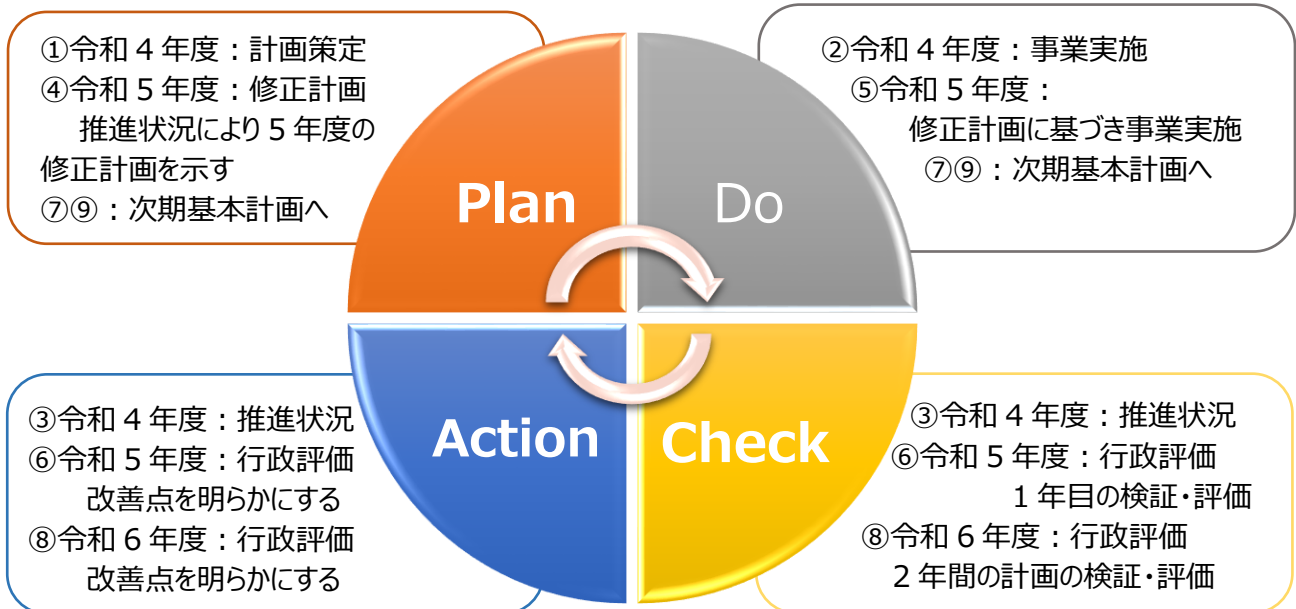 ①令和４年度：計画策定
④令和５年度：修正計画
推進状況により５年度の
修正計画を示す
⑦⑨：次期基本計画へ
②令和４年度：事業実施
⑤令和５年度：
修正計画に基づき事業実施
⑦⑨：次期基本計画へ
Plan
Do
Action
Check
③令和４年度：推進状況
⑥令和５年度：行政評価
改善点を明らかにする
⑧令和６年度：行政評価
改善点を明らかにする
③令和４年度：推進状況
⑥令和５年度：行政評価
１年目の検証・評価
⑧令和６年度：行政評価
２年間の計画の検証・評価